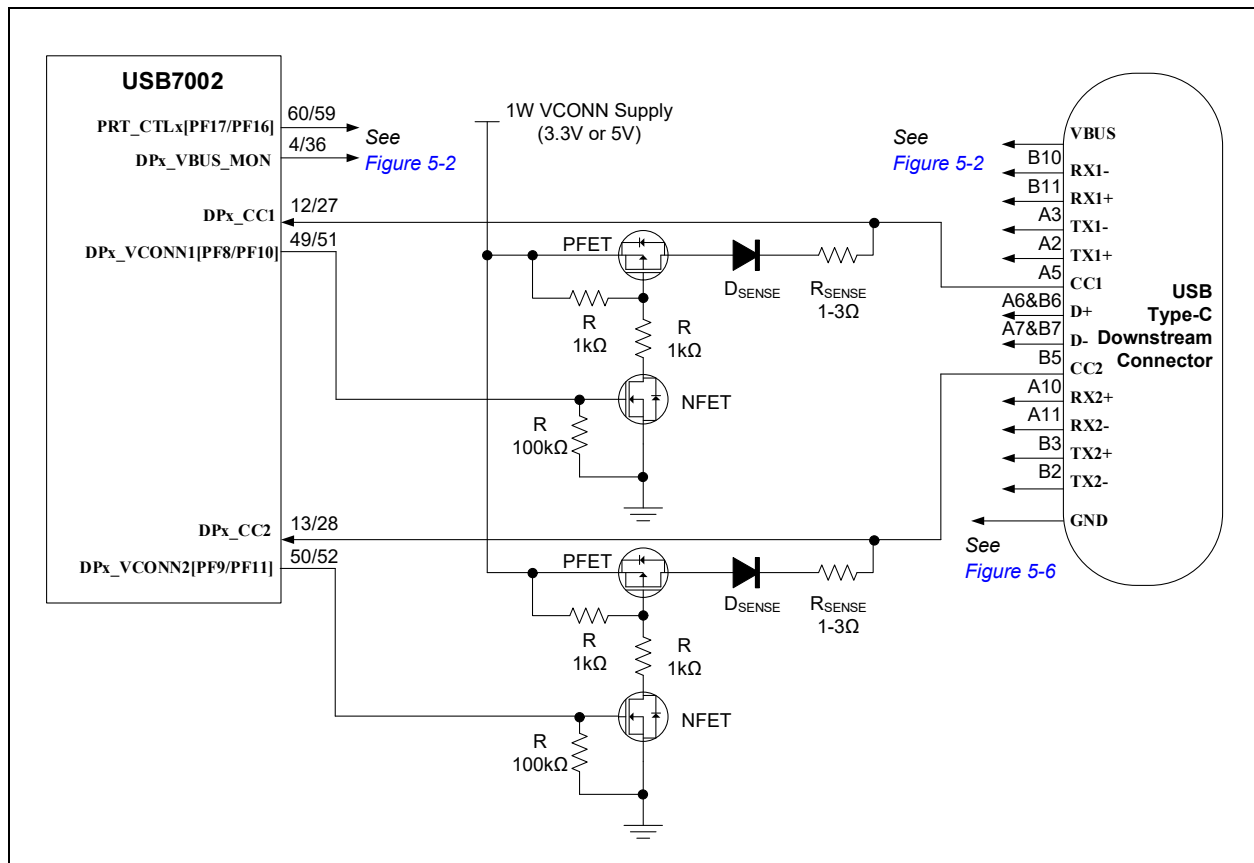 USB7002
PRT_CTLx[PF17/PF16]
60/59
DPx_VBUS_MON
4/36
See
Figure 5-2
DPx_CC1
12/27
DPx_VCONN1[PF8/PF10]
49/51
DPx_CC2
13/28
DPx_VCONN2[PF9/PF11]
50/52
1W VCONN Supply
(3.3V or 5V)
PFET
DSENSE
RSENSE
1-3Ω
R
1kΩ
R
1kΩ
NFET
R
100kΩ
PFET
DSENSE
RSENSE
1-3Ω
R
1kΩ
R
1kΩ
NFET
R
100kΩ
See
Figure 5-2
VBUS
B10
RX1-
B11
RX1+
A3
TX1-
A2
TX1+
A5
CC1
A6&B6
D+
A7&B7
D-
B5
CC2
A10
RX2+
A11
RX2-
B3
TX2+
B2
TX2-
GND
See
Figure 5-6
USB
Type-C
Downstream
Connector